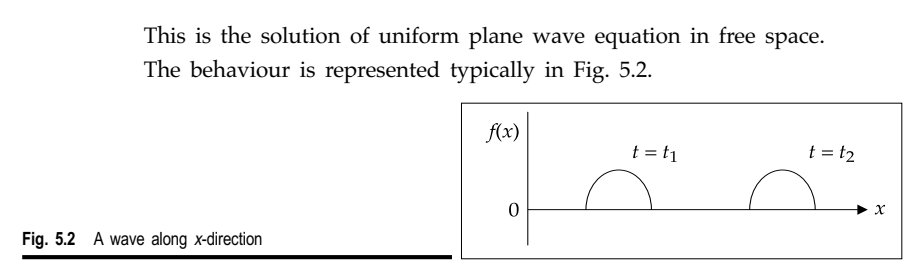 This is the solution of uniform plane wave equation in free space.
The behaviour is represented typically in Fig. 5.2.
f(x)
t = t₁
t = t₂
0
x
Fig. 5.2 A wave along x-direction